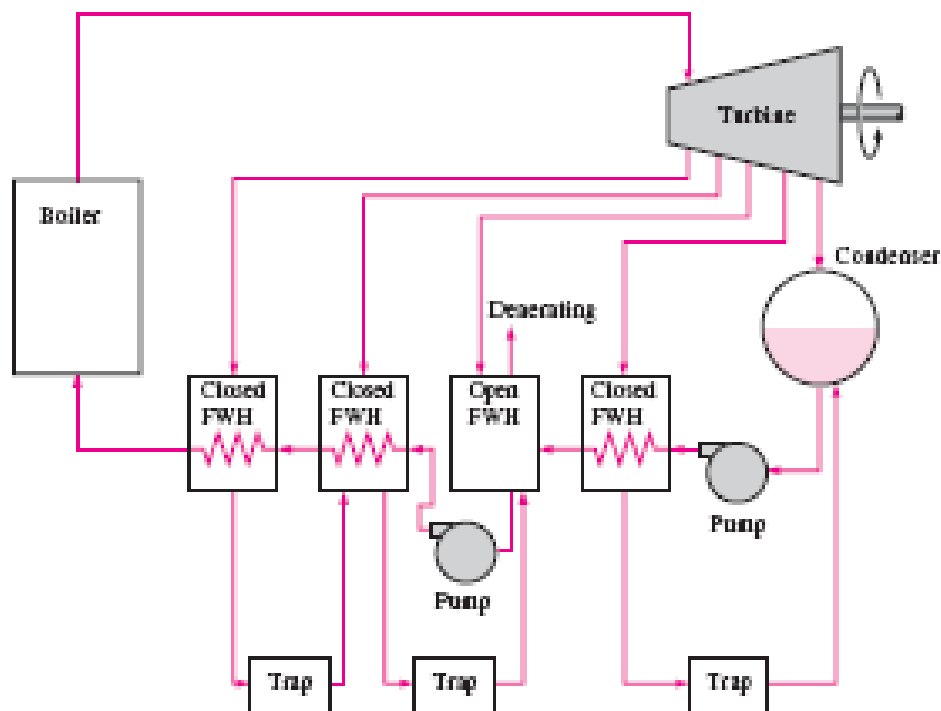 Turbine
Boiler
Condenser
Deaerating
Closed
FWH
Closed
FWH
Open
FWH
Closed
FWH
Pump
Pump
Trap
Trap
Trap